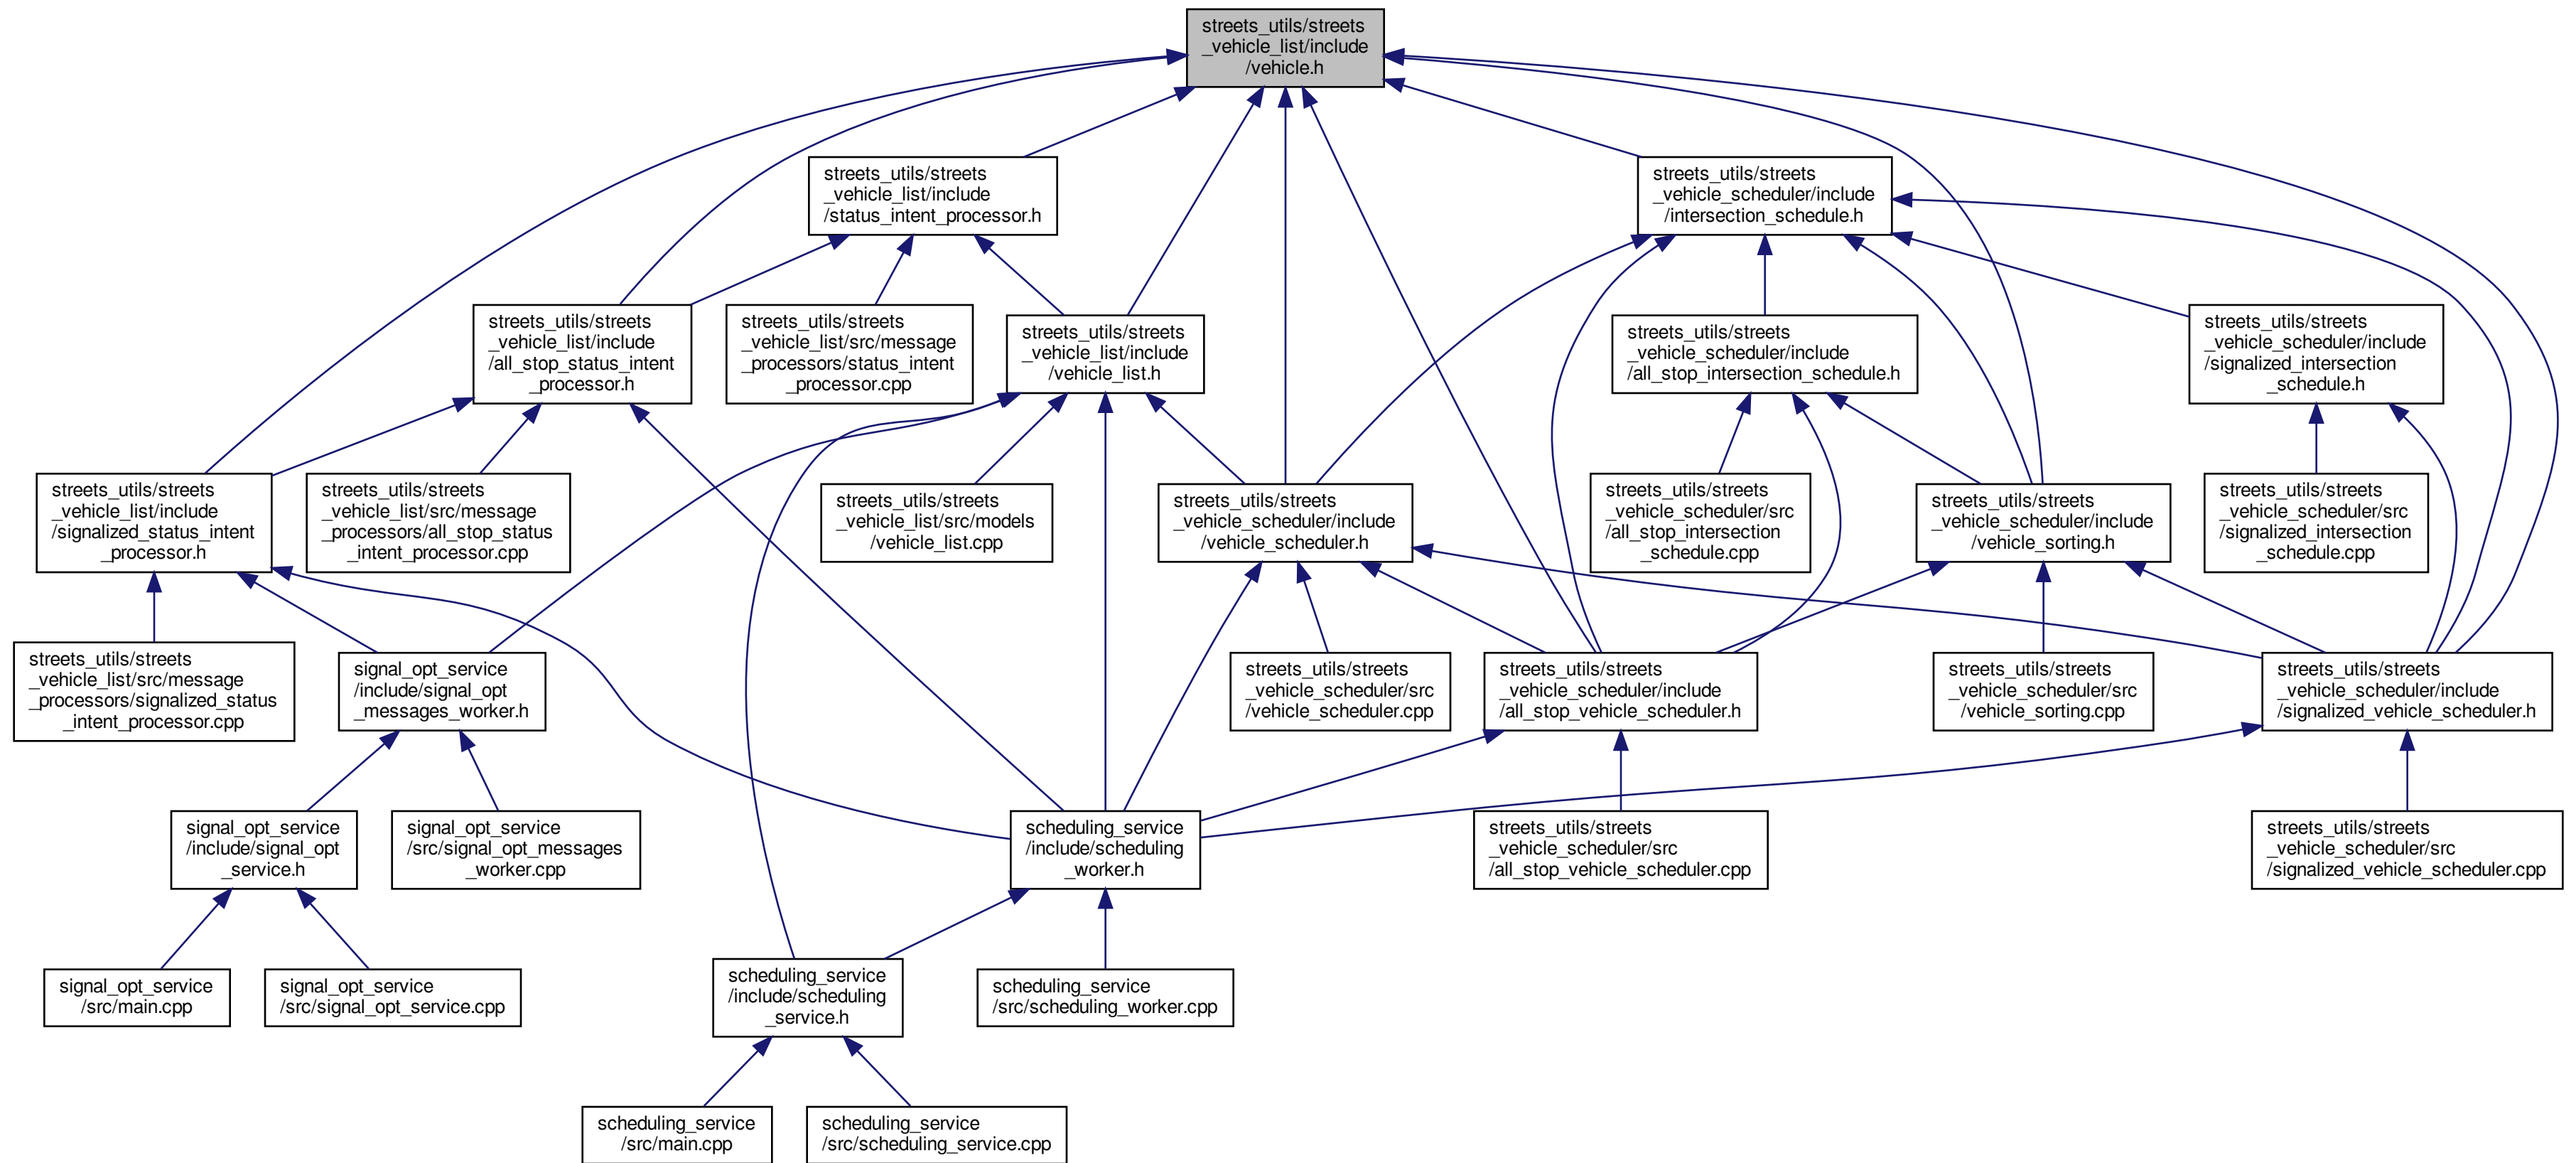 streets_utils/streets
_vehicle_list/include
/vehicle.h
streets_utils/streets
_vehicle_list/include
/status_intent_processor.h
streets_utils/streets
_vehicle_scheduler/include
/intersection_schedule.h
streets_utils/streets
_vehicle_list/include
/all_stop_status_intent
_processor.h
streets_utils/streets
_vehicle_list/src/message
_processors/status_intent
_processor.cpp
streets_utils/streets
_vehicle_list/include
/vehicle_list.h
streets_utils/streets
_vehicle_scheduler/include
/all_stop_intersection_schedule.h
streets_utils/streets
_vehicle_scheduler/include
/signalized_intersection
_schedule.h
streets_utils/streets
_vehicle_list/include
/signalized_status_intent
_processor.h
streets_utils/streets
_vehicle_list/src/message
_processors/all_stop_status
_intent_processor.cpp
streets_utils/streets
_vehicle_list/src/models
/vehicle_list.cpp
streets_utils/streets
_vehicle_scheduler/include
/vehicle_scheduler.h
streets_utils/streets
_vehicle_scheduler/src
/all_stop_intersection
_schedule.cpp
streets_utils/streets
_vehicle_scheduler/include
/vehicle_sorting.h
streets_utils/streets
_vehicle_scheduler/src
/signalized_intersection
_schedule.cpp
streets_utils/streets
_vehicle_list/src/message
_processors/signalized_status
_intent_processor.cpp
signal_opt_service
/include/signal_opt
_messages_worker.h
streets_utils/streets
_vehicle_scheduler/src
/vehicle_scheduler.cpp
streets_utils/streets
_vehicle_scheduler/include
/all_stop_vehicle_scheduler.h
streets_utils/streets
_vehicle_scheduler/src
/vehicle_sorting.cpp
streets_utils/streets
_vehicle_scheduler/include
/signalized_vehicle_scheduler.h
signal_opt_service
/include/signal_opt
_service.h
signal_opt_service
/src/signal_opt_messages
_worker.cpp
scheduling_service
/include/scheduling
_worker.h
streets_utils/streets
_vehicle_scheduler/src
/all_stop_vehicle_scheduler.cpp
streets_utils/streets
_vehicle_scheduler/src
/signalized_vehicle_scheduler.cpp
signal_opt_service
/src/main.cpp
signal_opt_service
/src/signal_opt_service.cpp
scheduling_service
/include/scheduling
_service.h
scheduling_service
/src/scheduling_worker.cpp
scheduling_service
/src/main.cpp
scheduling_service
/src/scheduling_service.cpp